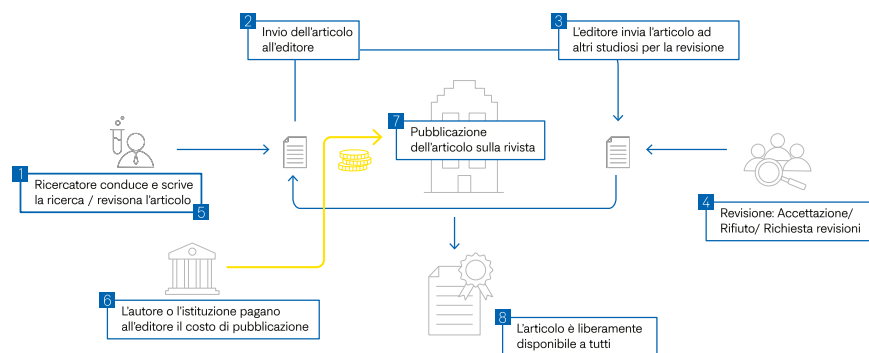 2
Invio dell'articolo
all'editore
3
L'editore invia l'articolo ad
altri studiosi per la revisione
7
Pubblicazione
dell'articolo sulla rivista
1
Ricercatore conduce e scrive
la ricerca / revisona l'articolo
5
4
Revisione: Accettazione/
Rifiuto/ Richiesta revisioni
6
L'autore o l'istituzione pagano
all'editore il costo di pubblicazione
8
L'articolo è liberamente
disponibile a tutti